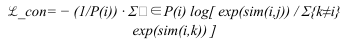 ℒ_con= − (1/P(i)) · Σ□∈P(i) log[ exp(sim(i,j)) / Σ{k≠i}
exp(sim(i,k)) ]